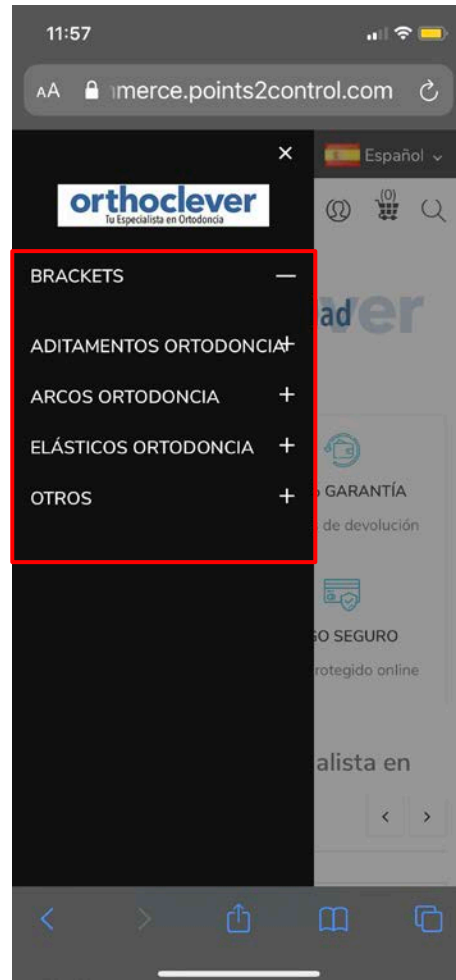 11:57
AA merce.points2control.com
× Español
orthoclever
Tu Especialista en Ortodoncia
(0)
BRACKETS —
ad
ver
ADITAMENTOS ORTODONCIA+
ARCOS ORTODONCIA +
ELÁSTICOS ORTODONCIA +
OTROS +
GARANTÍA
de devolución
O SEGURO
rotegido online
alista en
< >